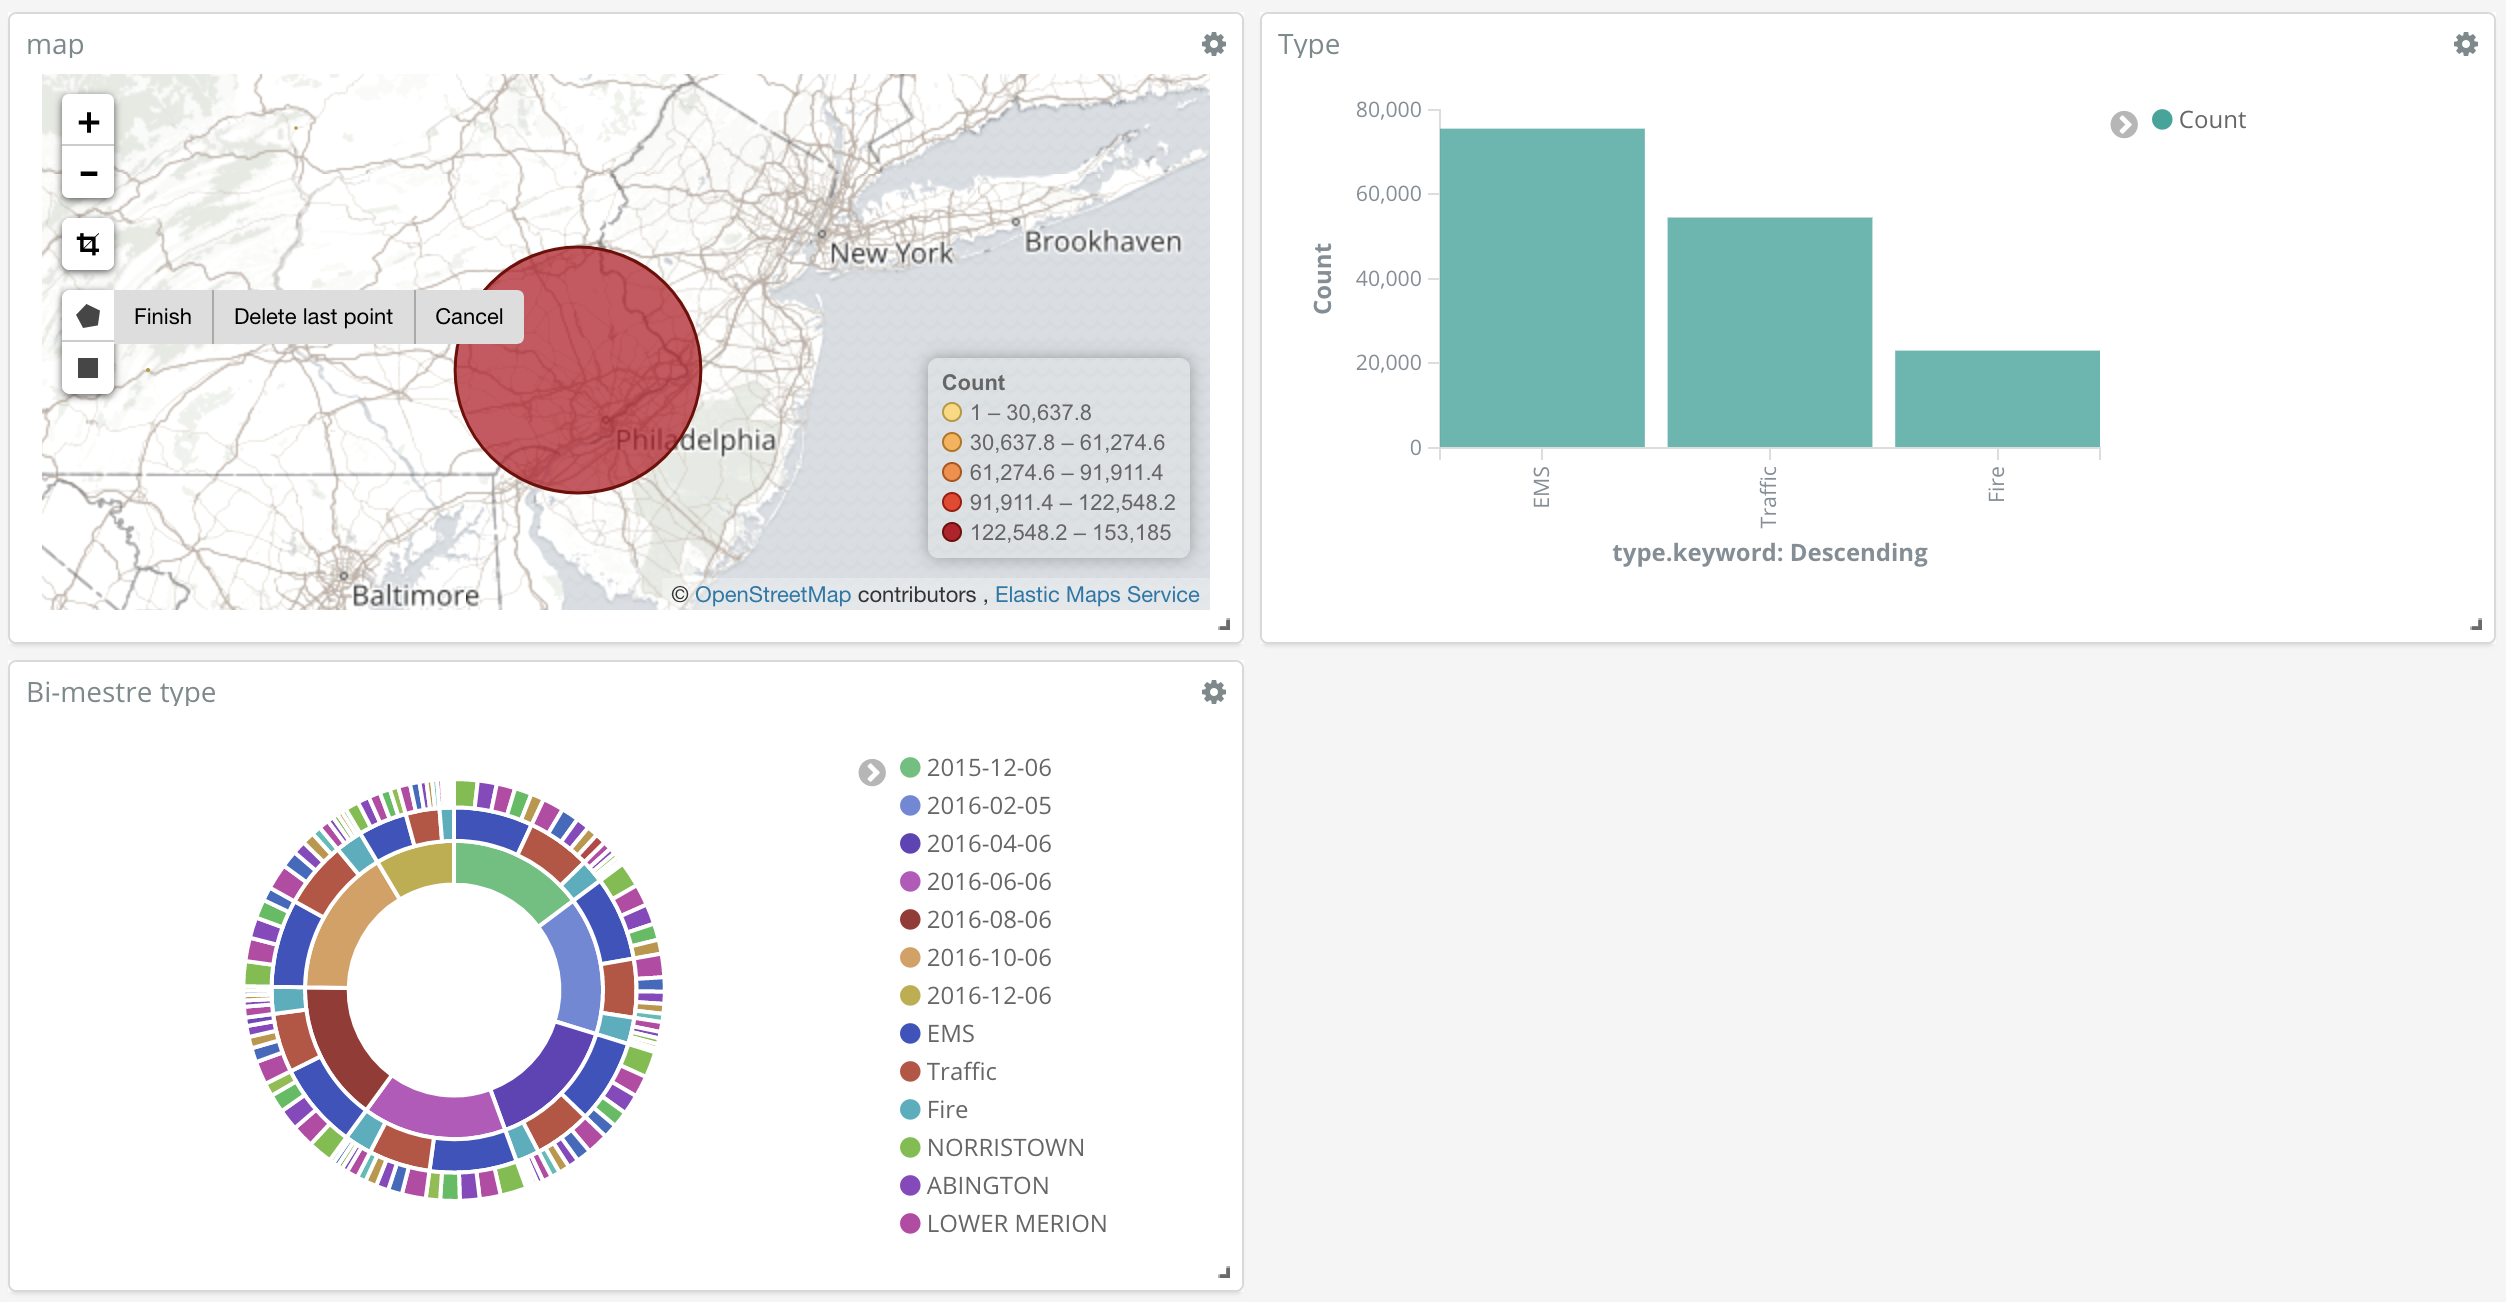 map
+
−
Finish
Delete last point
Cancel
New York
Brookhaven
Philadelphia
Baltimore
Count
1 – 30,637.8
30,637.8 – 61,274.6
61,274.6 – 91,911.4
91,911.4 – 122,548.2
122,548.2 – 153,185
© OpenStreetMap contributors , Elastic Maps Service
Type
80,000
60,000
40,000
20,000
0
Count
EMS
Traffic
Fire
type.keyword: Descending
Count
Bi-mestre type
2015-12-06
2016-02-05
2016-04-06
2016-06-06
2016-08-06
2016-10-06
2016-12-06
EMS
Traffic
Fire
NORRISTOWN
ABINGTON
LOWER MERION